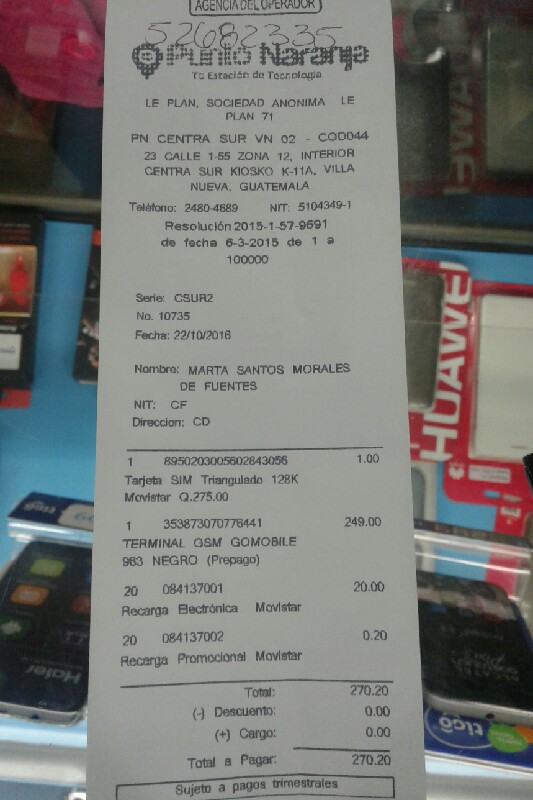 AGENCIA DEL OPERADOR
52682335
Punto Naranja
Tu Estación de Tecnología
LE PLAN, SOCIEDAD ANONIMA LE
PLAN 71
PN CENTRA SUR VN 02 - COD044
23 CALLE 1-55 ZONA 12, INTERIOR
CENTRA SUR KIOSKO K-11A, VILLA
NUEVA, GUATEMALA
Teléfono: 2480-4689 NIT: 5104349-1
Resolución 2015-1-57-9691
de fecha 6-3-2015 de 1 a
100000
Serie: CSUR2
No. 10735
Fecha: 22/10/2016
Nombre: MARTA SANTOS MORALES
DE FUENTES
NIT: CF
Direccion: CD
1 8950203005602843056 1.00
Tarjeta SIM Triangulado 128K
Movistar Q.275.00
1 353873070776441 249.00
TERMINAL GSM GOMOBILE
983 NEGRO (Prepago)
20 084137001 20.00
Recarga Electrónica Movistar
20 084137002 0.20
Recarga Promocional Movistar
Total: 270.20
(-) Descuento: 0.00
(+) Cargo: 0.00
Total a Pagar: 270.20
Sujeto a pagos trimestrales
HUAWEI
HUAWEI
tigo
Haier
tigo